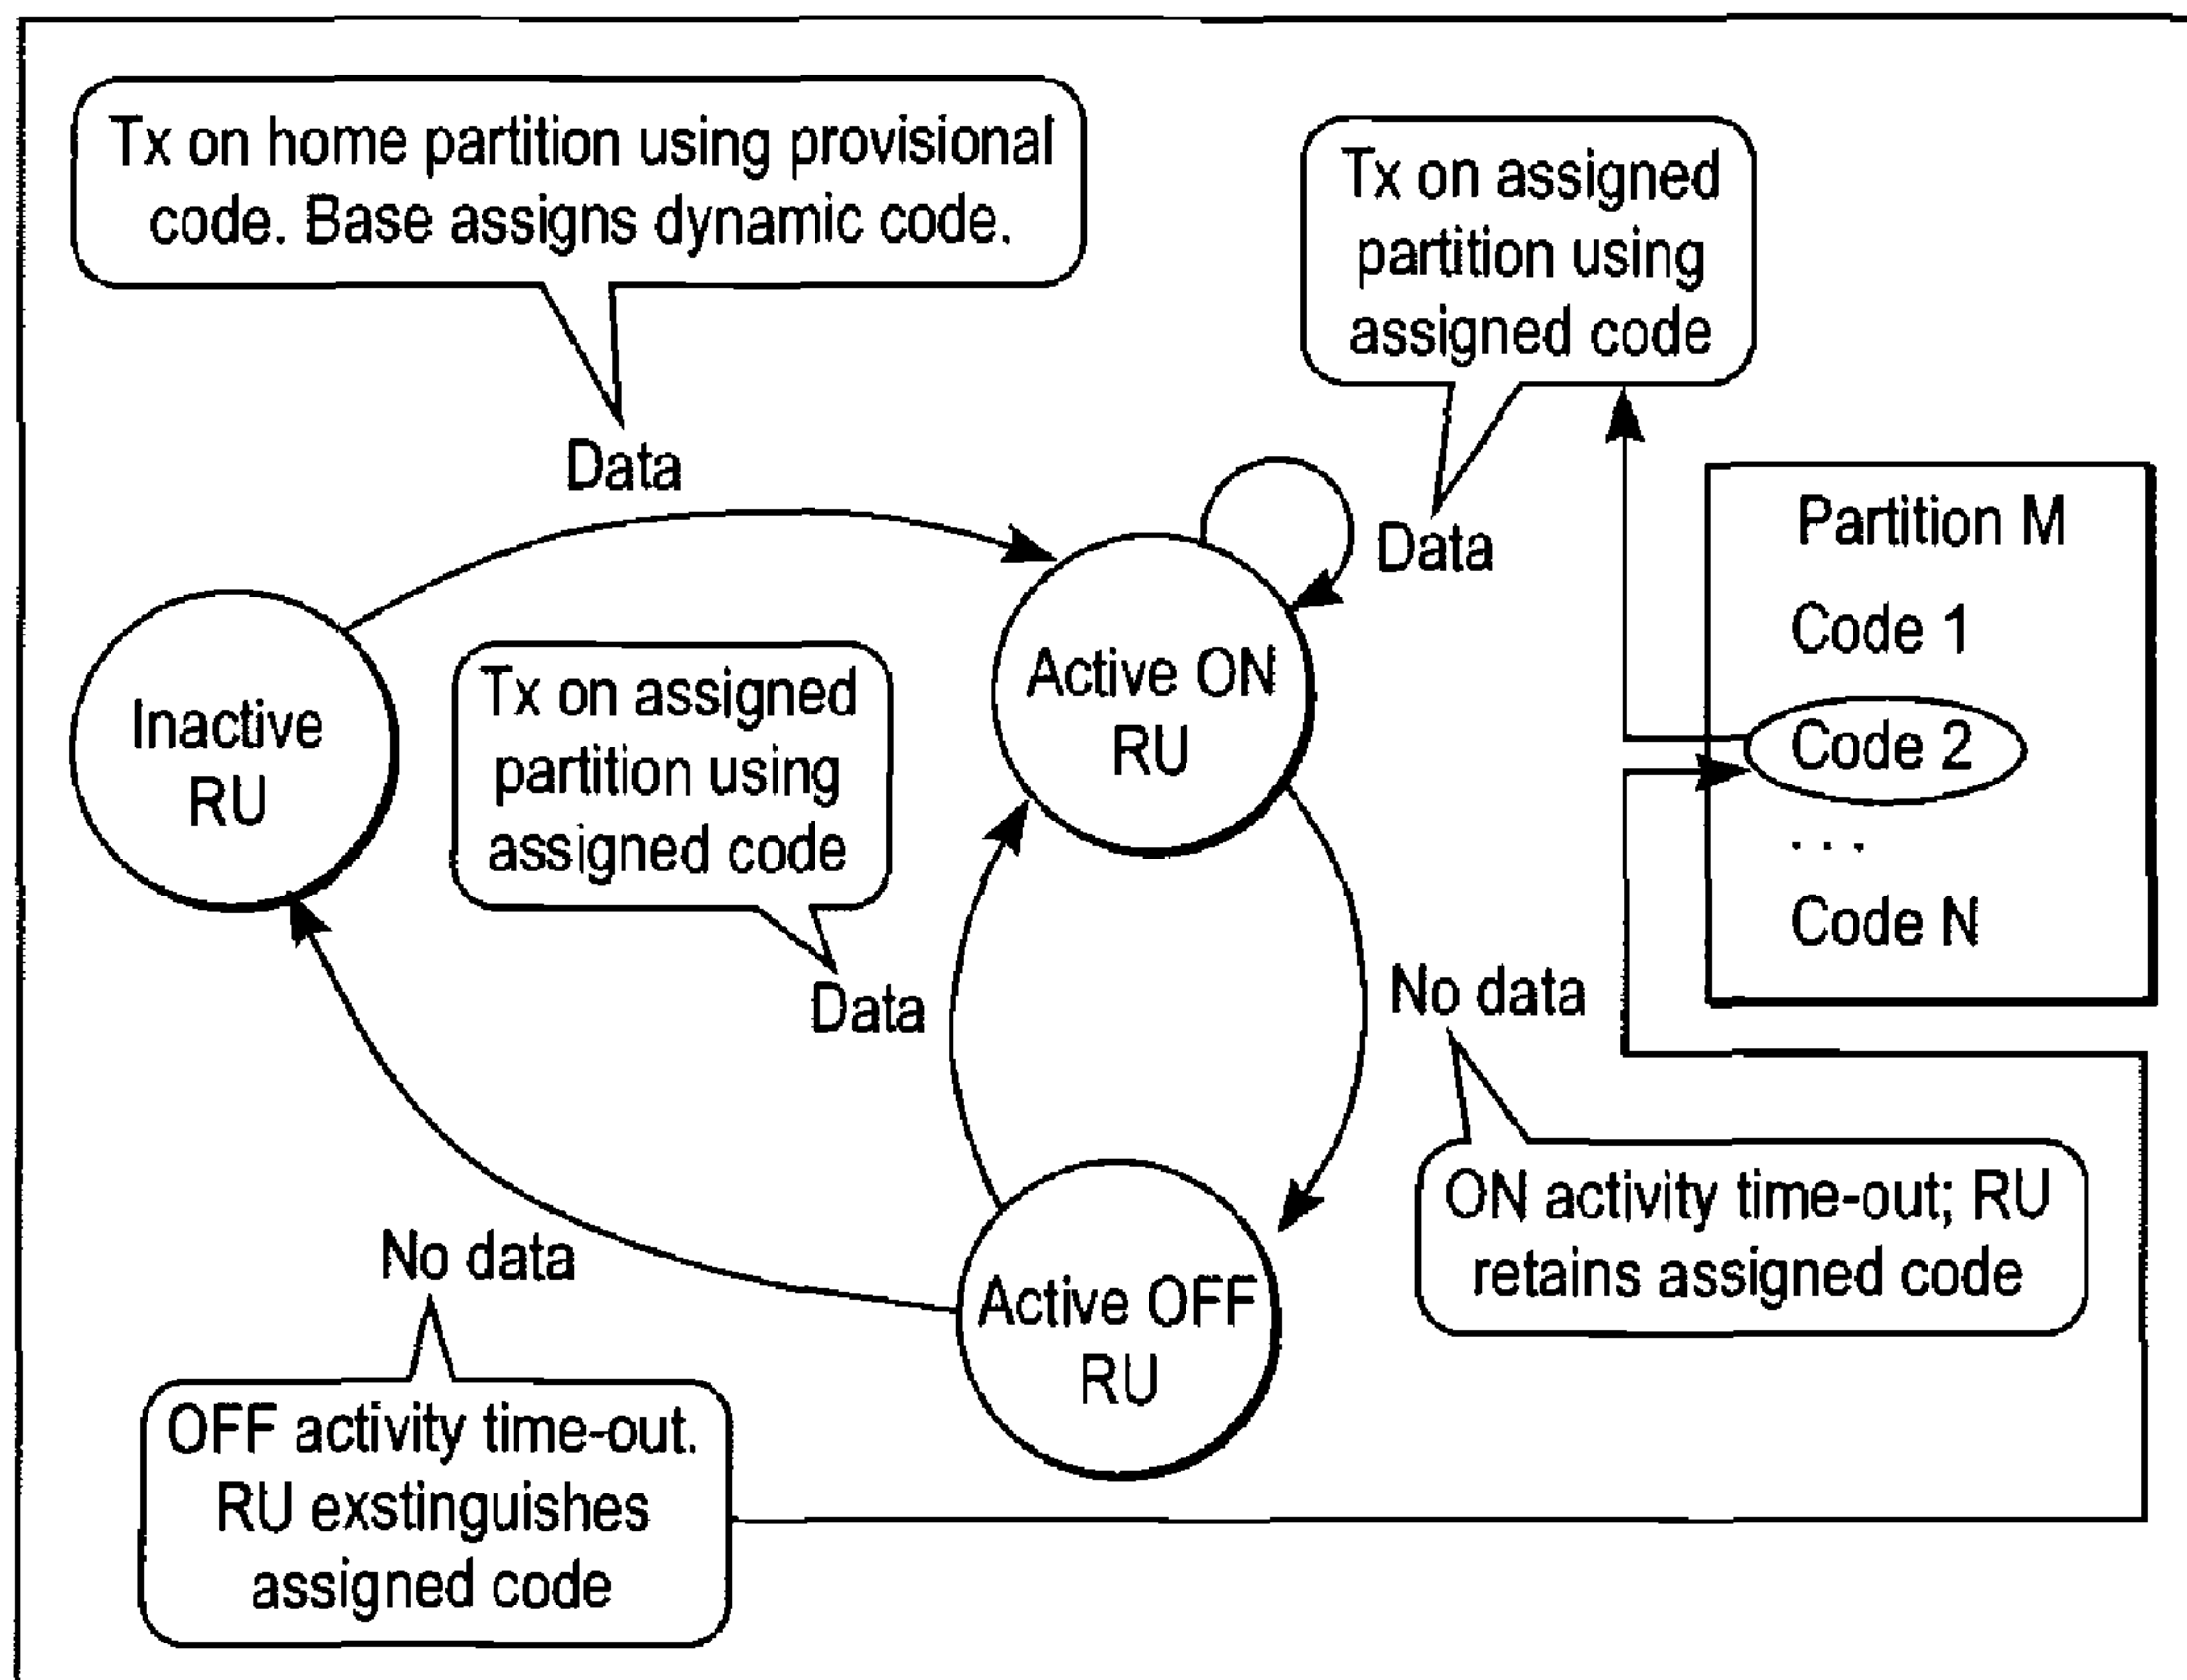 Tx on home partition using provisional
code. Base assigns dynamic code.
Data
Tx on assigned
partition using
assigned code
Data
Partition M
Code 1
Code 2
. . .
Code N
Inactive
RU
Tx on assigned
partition using
assigned code
Data
Active ON
RU
No data
ON activity time-out; RU
retains assigned code
Active OFF
RU
No data
OFF activity time-out.
RU exstinguishes
assigned code